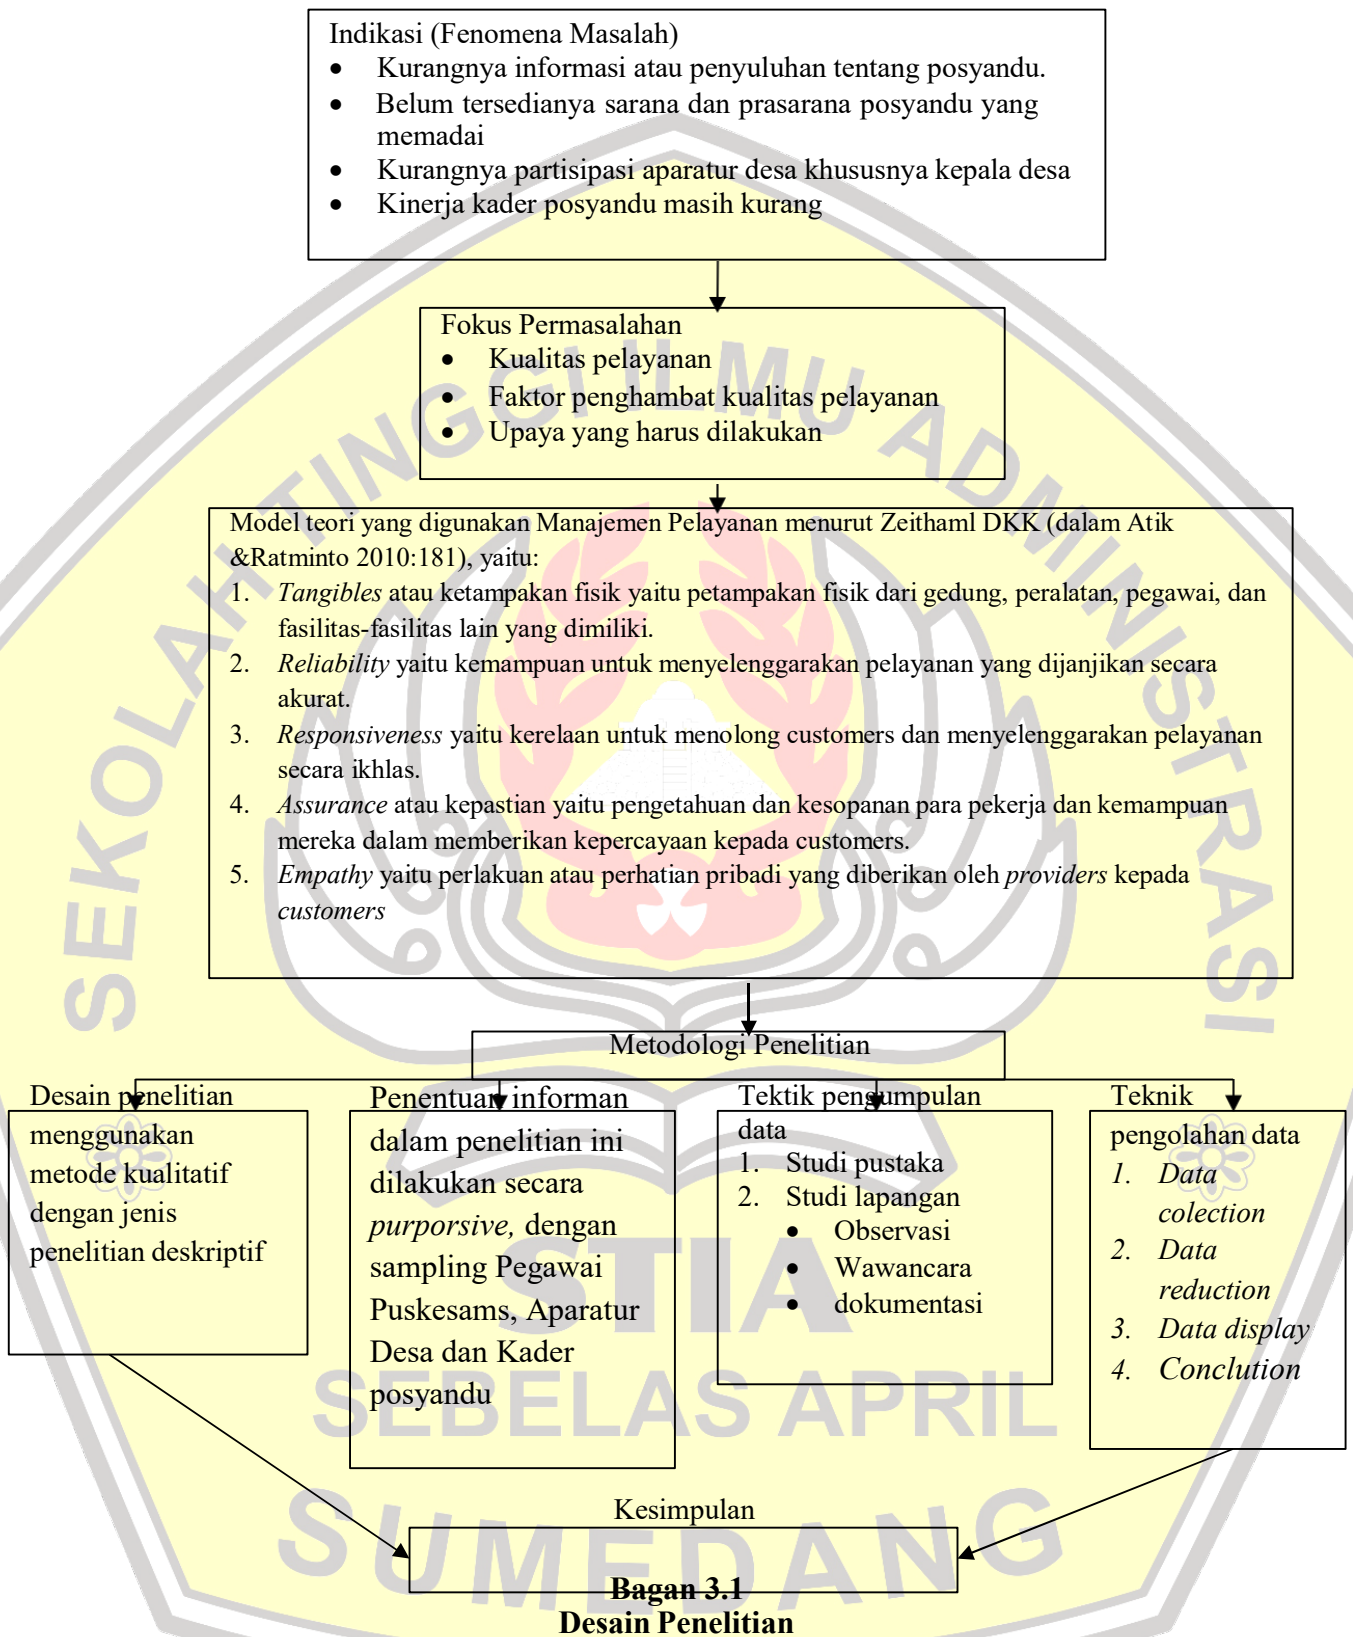 Indikasi (Fenomena Masalah)
• Kurangnya informasi atau penyuluhan tentang posyandu.
• Belum tersedianya sarana dan prasarana posyandu yang
memadai
• Kurangnya partisipasi aparatur desa khususnya kepala desa
• Kinerja kader posyandu masih kurang
Fokus Permasalahan
• Kualitas pelayanan
• Faktor penghambat kualitas pelayanan
• Upaya yang harus dilakukan
Model teori yang digunakan Manajemen Pelayanan menurut Zeithaml DKK (dalam Atik
&Ratminto 2010:181), yaitu:
1. Tangibles atau ketampakan fisik yaitu petampakan fisik dari gedung, peralatan, pegawai, dan
fasilitas-fasilitas lain yang dimiliki.
2. Reliability yaitu kemampuan untuk menyelenggarakan pelayanan yang dijanjikan secara
akurat.
3. Responsiveness yaitu kerelaan untuk menolong customers dan menyelenggarakan pelayanan
secara ikhlas.
4. Assurance atau kepastian yaitu pengetahuan dan kesopanan para pekerja dan kemampuan
mereka dalam memberikan kepercayaan kepada customers.
5. Empathy yaitu perlakuan atau perhatian pribadi yang diberikan oleh providers kepada
customers
Metodologi Penelitian
Desain penelitian
menggunakan
metode kualitatif
dengan jenis
penelitian deskriptif
Penentuan informan
dalam penelitian ini
dilakukan secara
purporsive, dengan
sampling Pegawai
Puskesams, Aparatur
Desa dan Kader
posyandu
Tektik pengumpulan
data
1. Studi pustaka
2. Studi lapangan
• Observasi
• Wawancara
• dokumentasi
Teknik
pengolahan data
1. Data
colection
2. Data
reduction
3. Data display
4. Conclution
Kesimpulan
Bagan 3.1
Desain Penelitian
SEKOLAH TINGGI ILMU ADMINISTRASI
STIA
SEBELAS APRIL
SUMEDANG